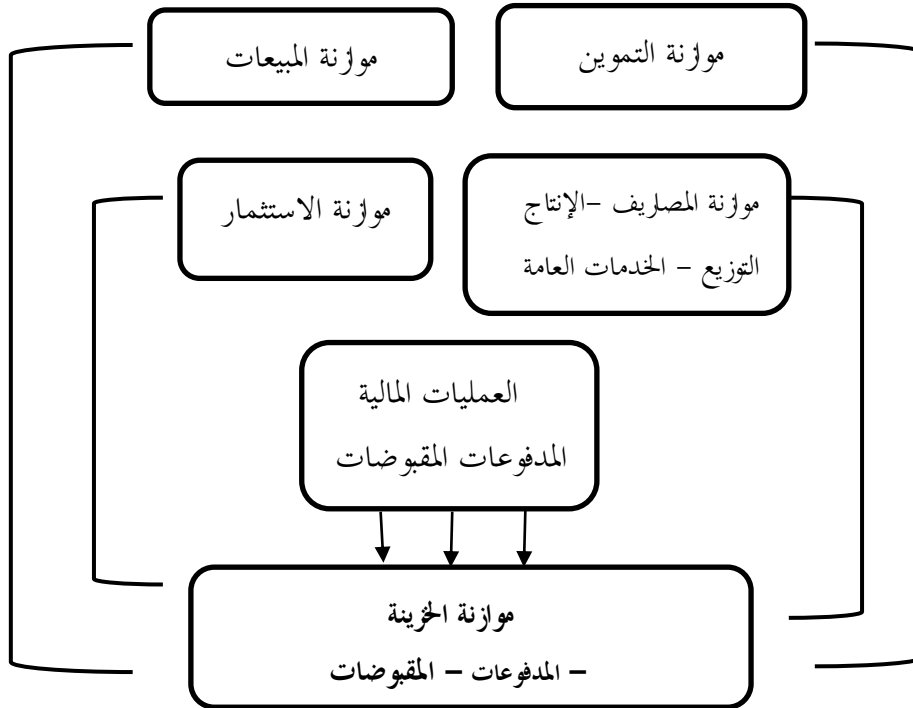 موازنة التموين
موازنة المبيعات
موازنة المصاريف –الإنتاج
التوزيع – الخدمات العامة
موازنة الاستثمار
العمليات المالية
المدفوعات المقبوضات
موازنة الخزينة
– المدفوعات – المقبوضات